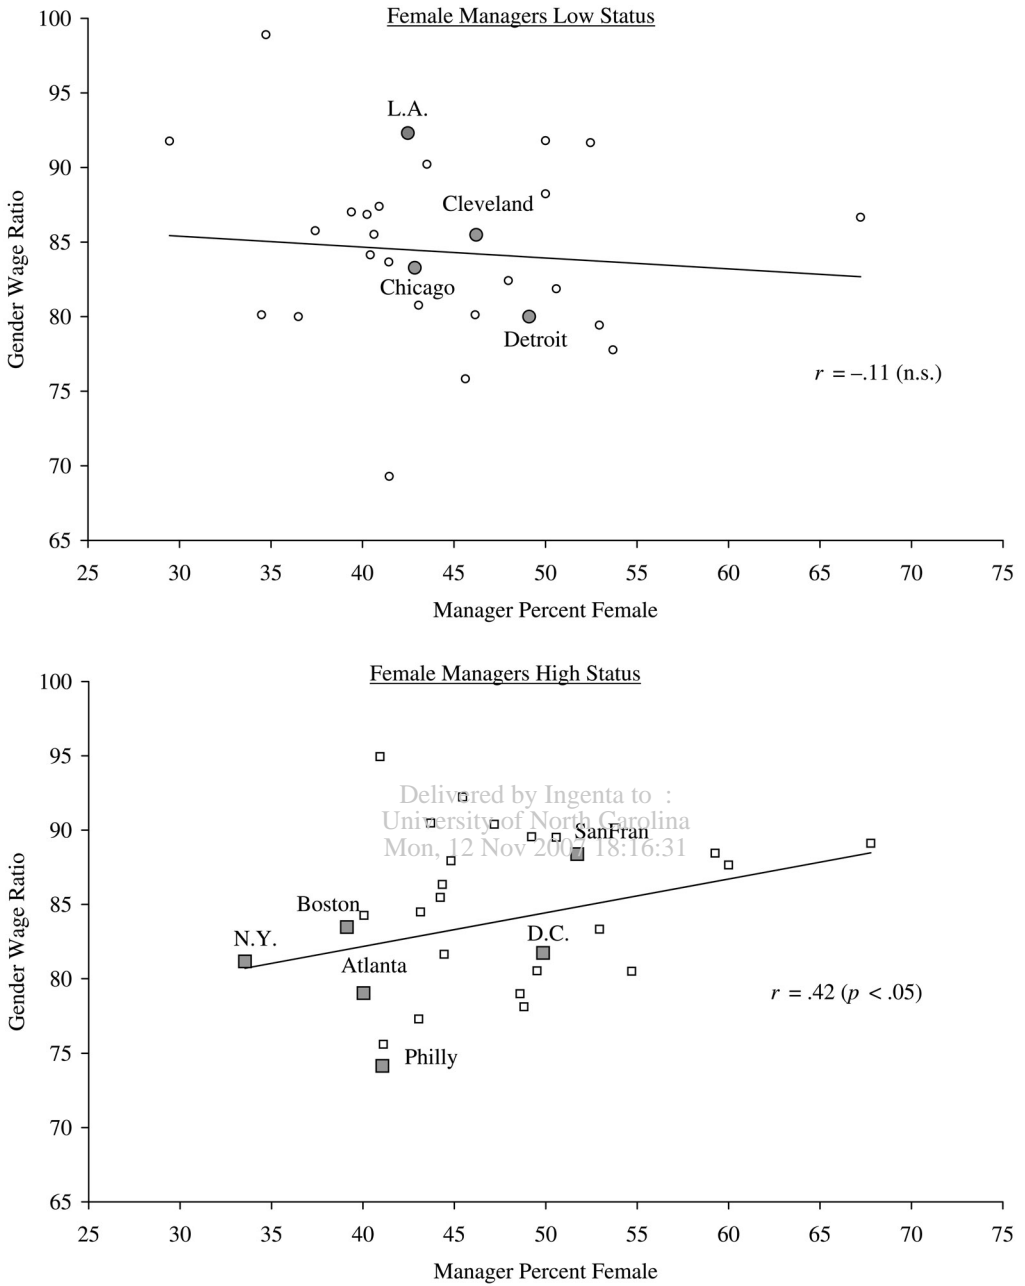 Female Managers Low Status
100
95
90
85
80
75
70
65
Gender Wage Ratio
L.A.
Cleveland
Chicago
Detroit
r = –.11 (n.s.)
25 30 35 40 45 50 55 60 65 70 75
Manager Percent Female
Female Managers High Status
100
95
90
85
80
75
70
65
Gender Wage Ratio
Delivered by Ingenta to :
University of North Carolina
Mon, 12 Nov 2007 18:16:31
SanFran
Boston
N.Y.
D.C.
Atlanta
Philly
r = .42 (p < .05)
25 30 35 40 45 50 55 60 65 70 75
Manager Percent Female